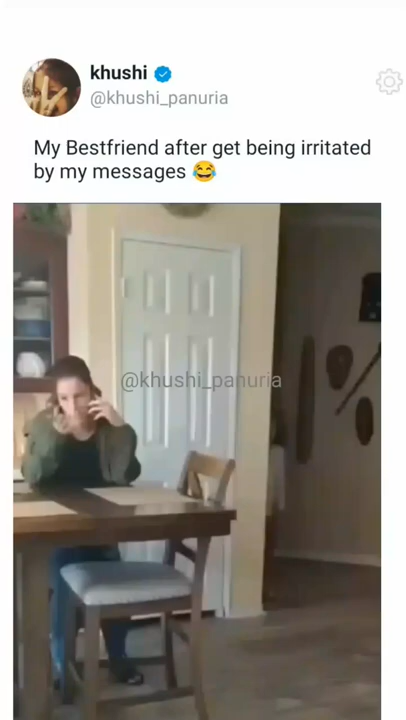 khushi
@khushi_panuria
My Bestfriend after get being irritated
by my messages 😂
@khushi_panuria